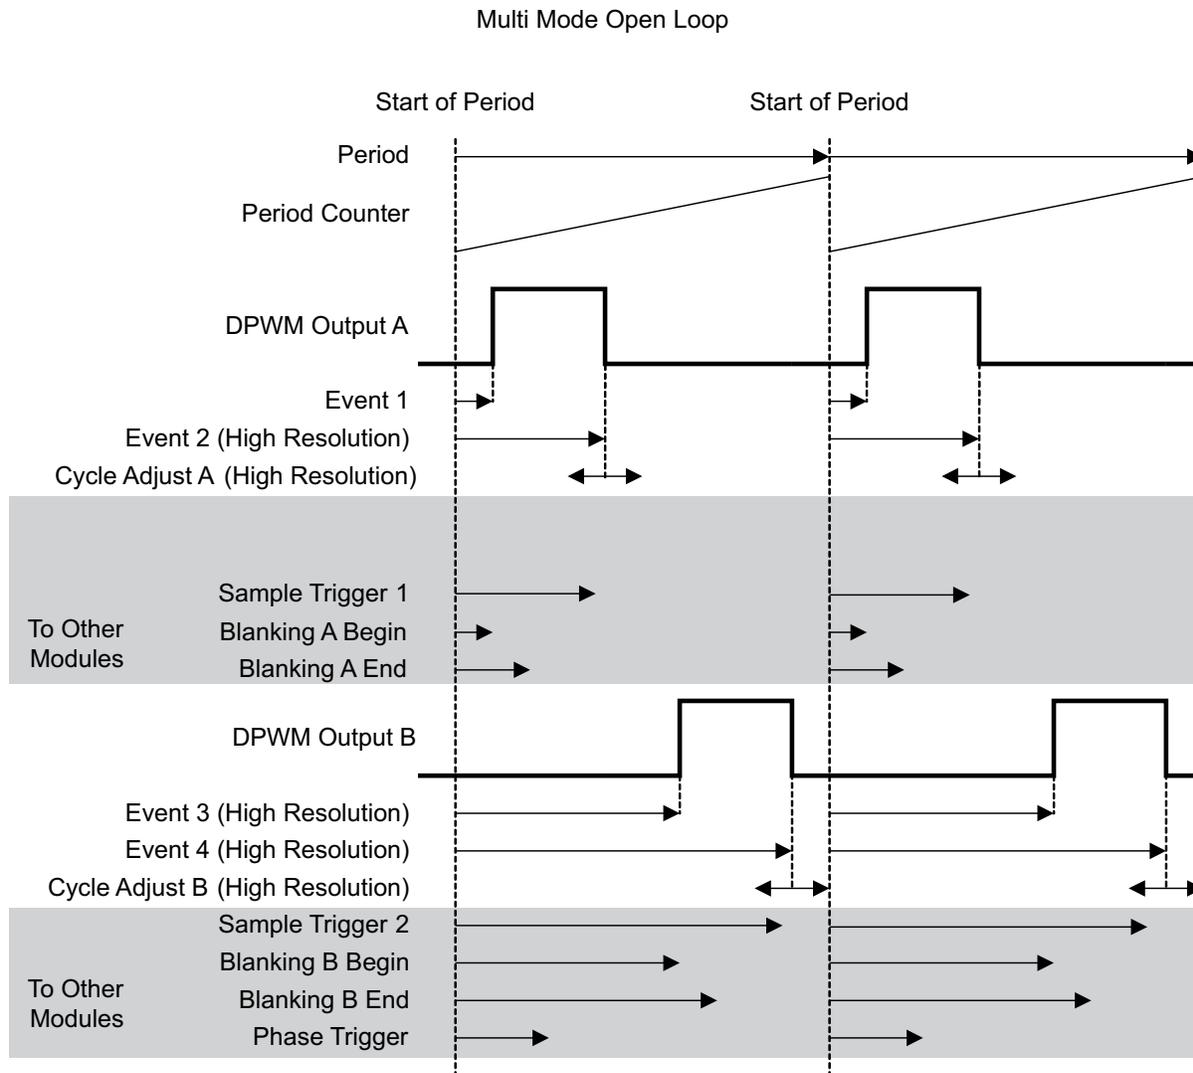 Multi Mode Open Loop
Start of Period
Start of Period
Period
Period Counter
DPWM Output A
Event 1
Event 2 (High Resolution)
Cycle Adjust A (High Resolution)
To Other
Modules
Sample Trigger 1
Blanking A Begin
Blanking A End
DPWM Output B
Event 3 (High Resolution)
Event 4 (High Resolution)
Cycle Adjust B (High Resolution)
To Other
Modules
Sample Trigger 2
Blanking B Begin
Blanking B End
Phase Trigger